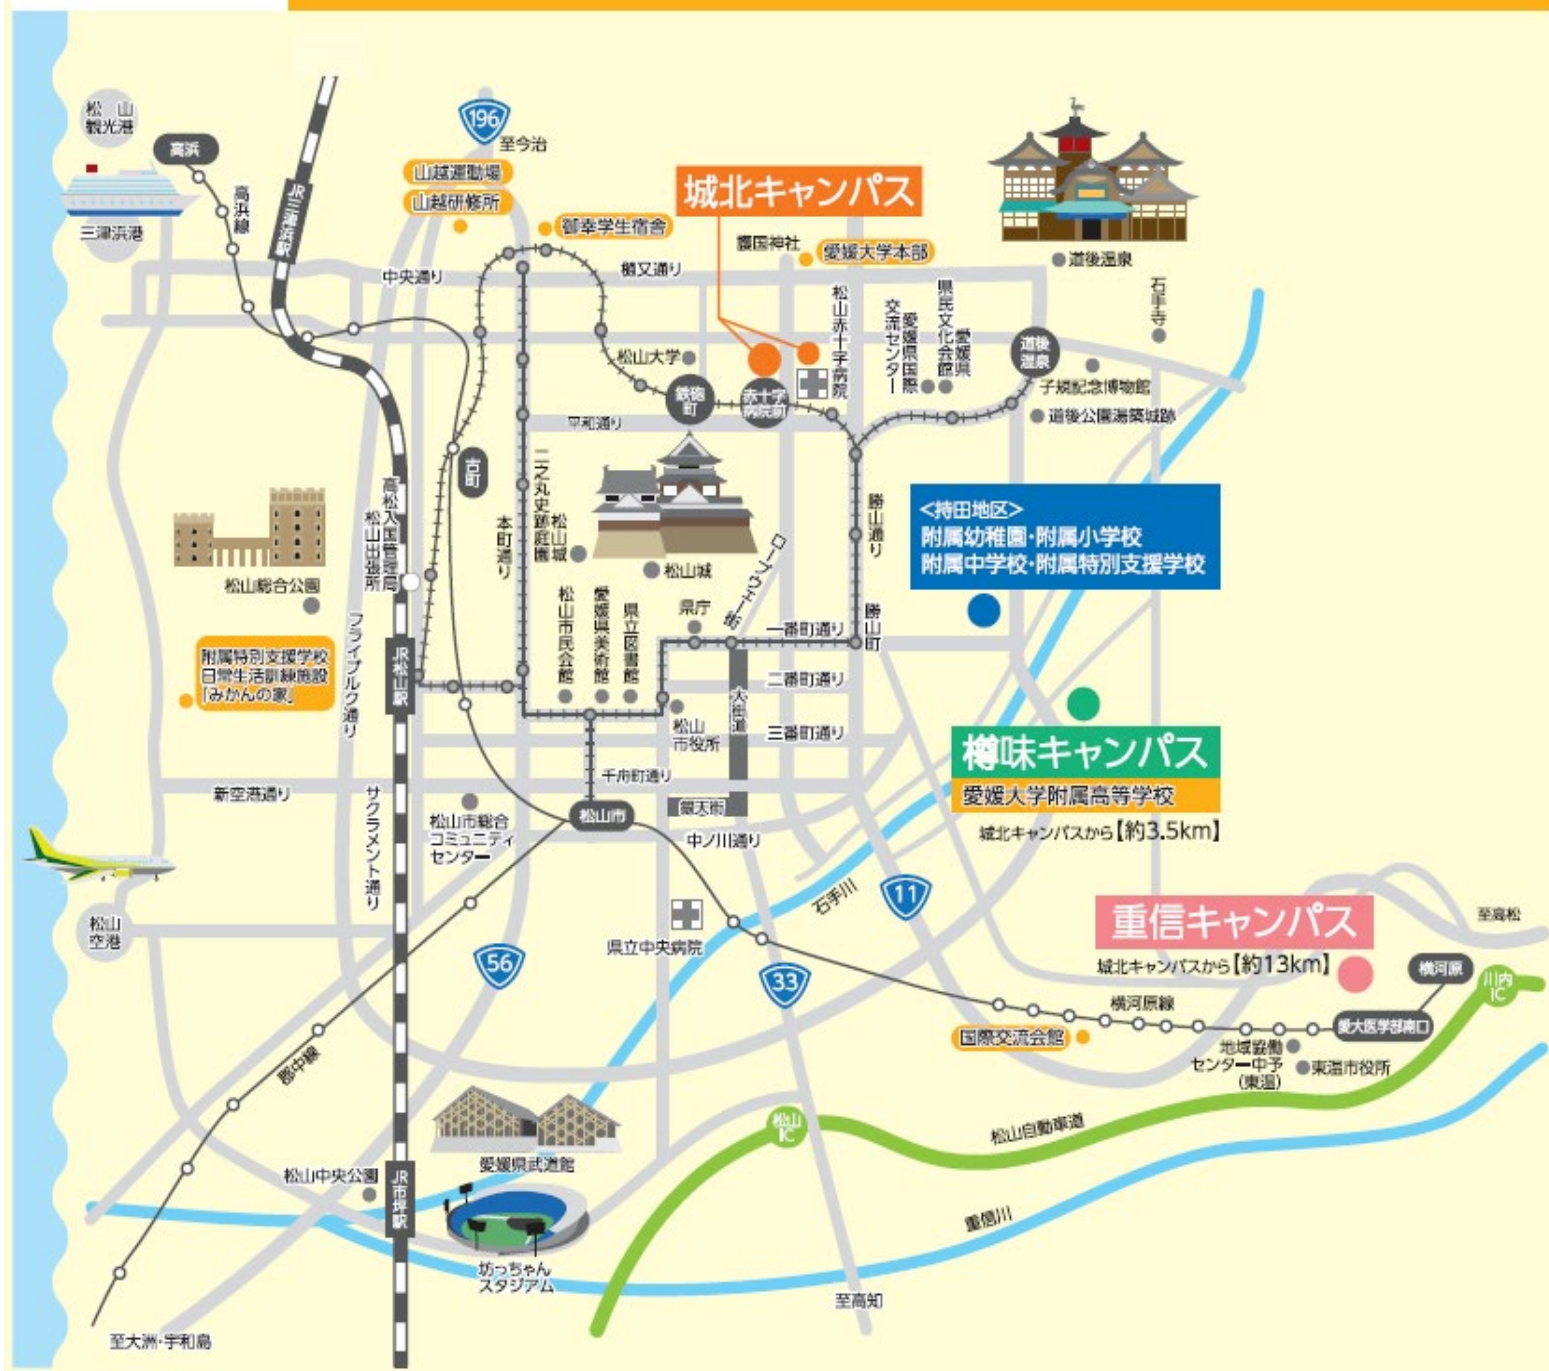 196
至今治
松山
観光港
高浜
高浜線
三津浜港
JR三津浜駅
山越運動場
山越研修所
御幸学生宿舎
城北キャンパス
護国神社
愛媛大学本部
道後温泉
石手寺
中央通り
樋又通り
松山赤十字病院
愛媛県国際
交流センター
愛媛県
県民文化会館
道後
温泉
子規記念博物館
道後公園湯築城跡
松山大学
鉄砲
町
赤十字
病院前
平和通り
古町
高松入国管理局
松山出張所
本町通り
二之丸史跡庭園
松山城
松山城
ロープウェー街
勝山通り
<持田地区>
附属幼稚園・附属小学校
附属中学校・附属特別支援学校
松山総合公園
フライブルク通り
松山市民会館
愛媛県美術館
県立図書館
県庁
一番町通り
勝山町
附属特別支援学校
日常生活訓練施設
「みかんの家」
JR松山駅
二番町通り
大街道
松山
市役所
三番町通り
樽味キャンパス
愛媛大学附属高等学校
城北キャンパスから【約3.5km】
新空港通り
サクラメント通り
千舟町通り
銀天街
松山市
松山市総合
コミュニティ
センター
中ノ川通り
石手川
11
松山
空港
県立中央病院
56
33
重信キャンパス
城北キャンパスから【約13km】
至高松
横河原
川内
IC
横河原線
愛大医学部南口
国際交流会館
地域協働
センター中予
(東温)
東温市役所
郡中線
松山
IC
松山自動車道
愛媛県武道館
松山中央公園
JR市坪駅
坊っちゃん
スタジアム
重信川
至高知
至大洲・宇和島